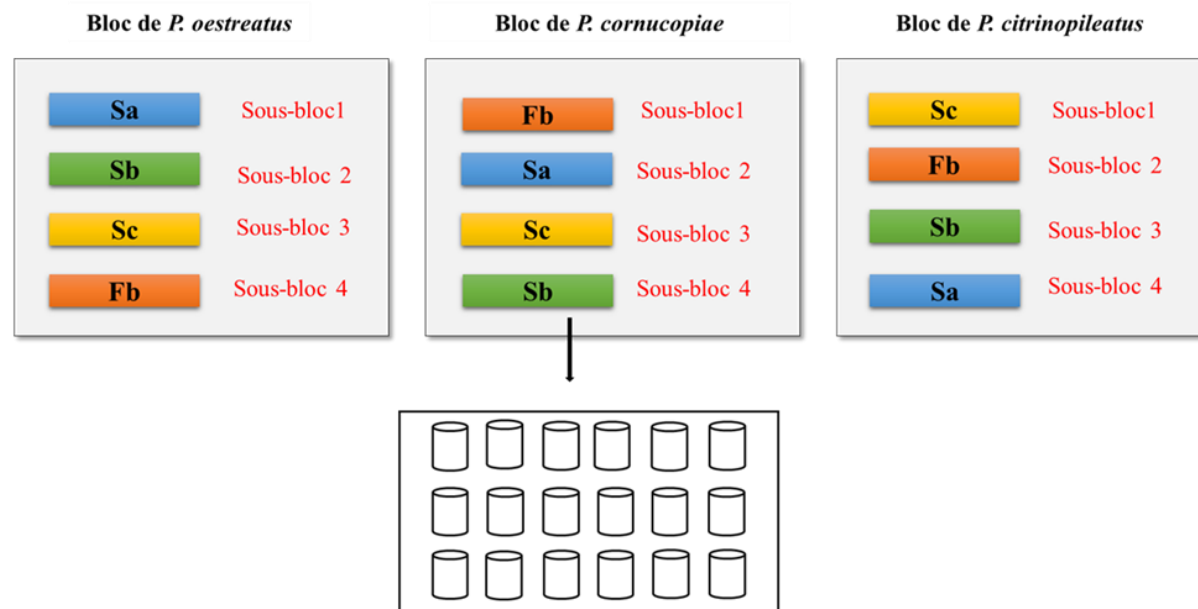 Bloc de P. oestreatus
Sa Sous-bloc1
Sb Sous-bloc 2
Sc Sous-bloc 3
Fb Sous-bloc 4
Bloc de P. cornucopiae
Fb Sous-bloc1
Sa Sous-bloc 2
Sc Sous-bloc 3
Sb Sous-bloc 4
Bloc de P. citrinopileatus
Sc Sous-bloc1
Fb Sous-bloc 2
Sb Sous-bloc 3
Sa Sous-bloc 4